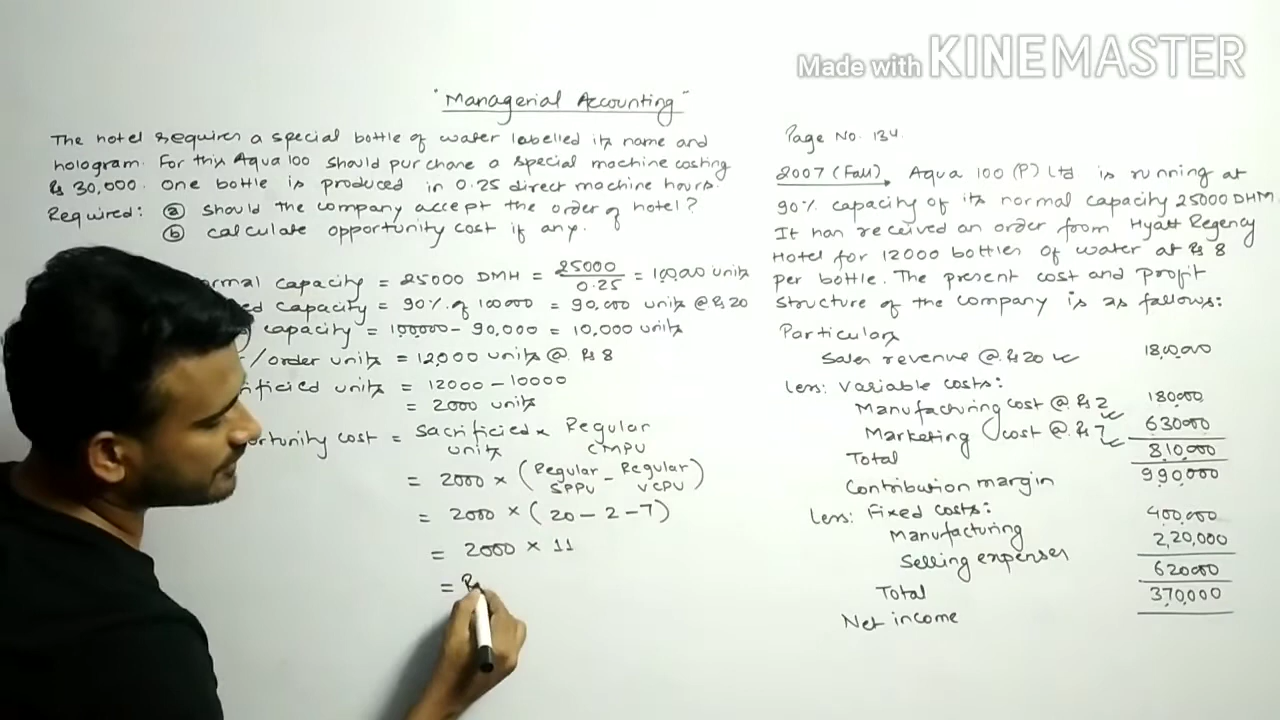 Made with KINEMASTER
"Managerial Accounting"
The hotel requires a special bottle of water labelled its name and
hologram. For this Aqua 100 should purchase a special machine costing
Rs 30,000. One bottle is produced in 0.25 direct machine hours.
Required: ⓐ should the company accept the order of hotel?
ⓑ calculate opportunity cost if any.
rmal capacity = 25000 DMH = 25000/0.25 = 100000 units
ed capacity = 90% of 100000 = 90,000 units @ Rs 20
capacity = 100,000 - 90,000 = 10,000 units
/order units = 12,000 units @ Rs 8
ificied units = 12000 - 10000
= 2000 units
ortunity cost = Sacrificied units × Regular CMPU
= 2000 × (Regular SPPU - Regular VCPU)
= 2000 × (20 - 2 - 7)
= 2000 × 11
= Rs
Page No. 134.
2007 (Fall) Aqua 100 (P) Ltd is running at
90% capacity of its normal capacity 25000 DHM.
It has received an order from Hyatt Regency
Hotel for 12000 bottles of water at Rs 8
per bottle. The present cost and profit
structure of the company is as follows:
Particulars
Sales revenue @ Rs 20 1800,000
Less: Variable costs:
Manufacturing cost @ Rs 2 180,000
Marketing cost @ Rs 7 630000
Total 810,000
Contribution margin 990,000
Less: Fixed costs:
Manufacturing 400,000
Selling expenses 2,20,000
Total 620000
Net income 370,000